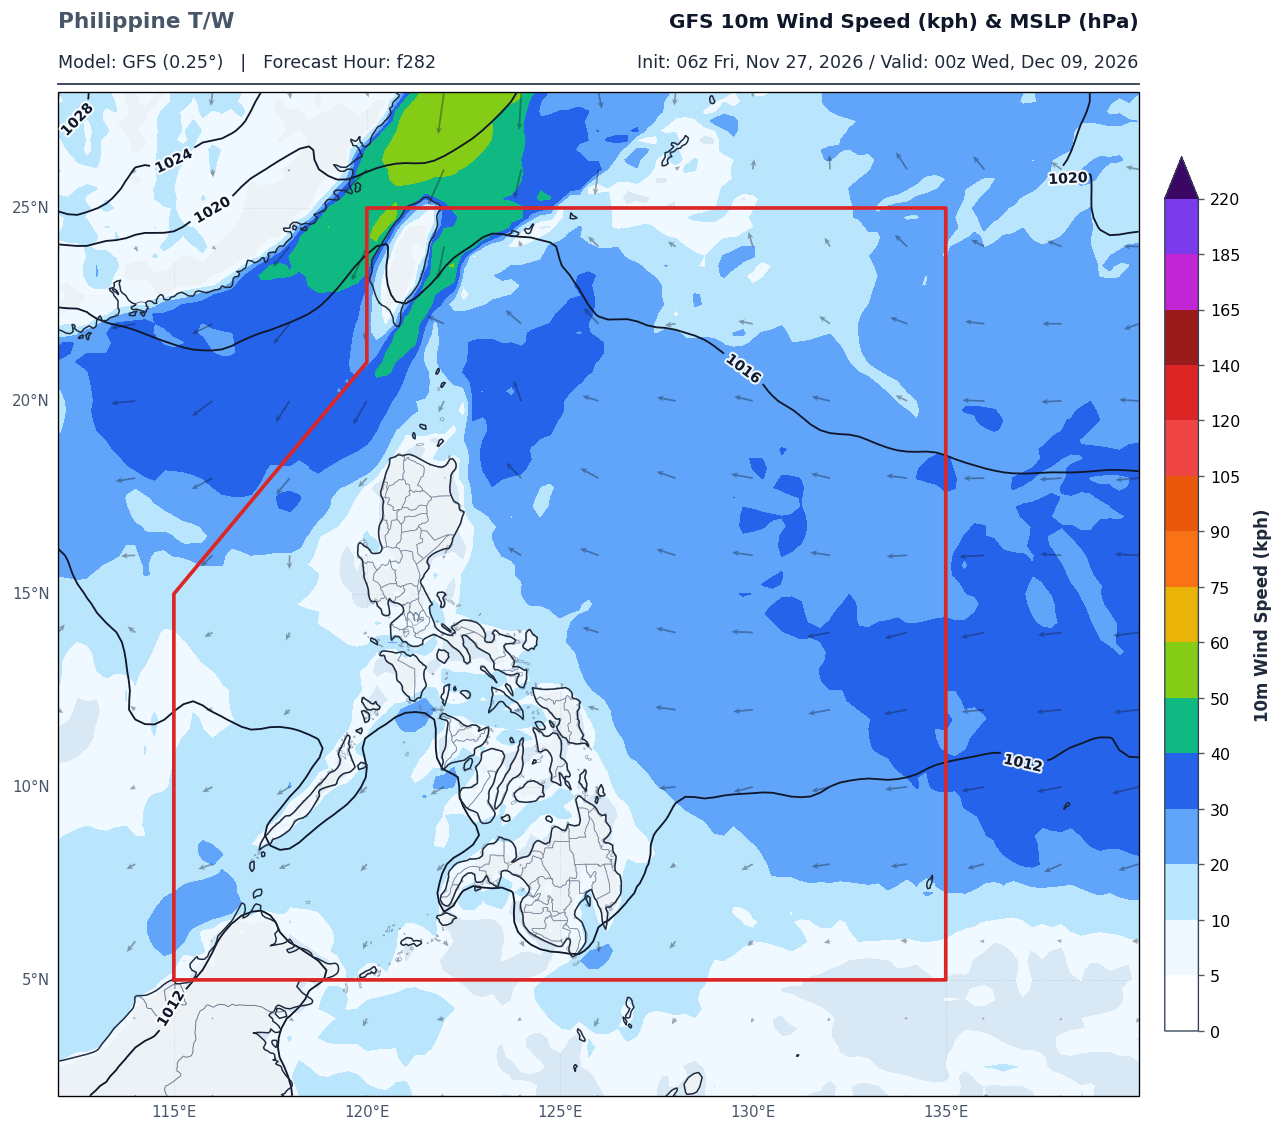 Philippine T/W
GFS 10m Wind Speed (kph) & MSLP (hPa)
Model: GFS (0.25°)   |   Forecast Hour: f282
Init: 06z Fri, Nov 27, 2026 / Valid: 00z Wed, Dec 09, 2026
1028
1024
1020
1020
1016
1012
1012
25°N
20°N
15°N
10°N
5°N
115°E
120°E
125°E
130°E
135°E
220
185
165
140
120
105
90
75
60
50
40
30
20
10
5
0
10m Wind Speed (kph)